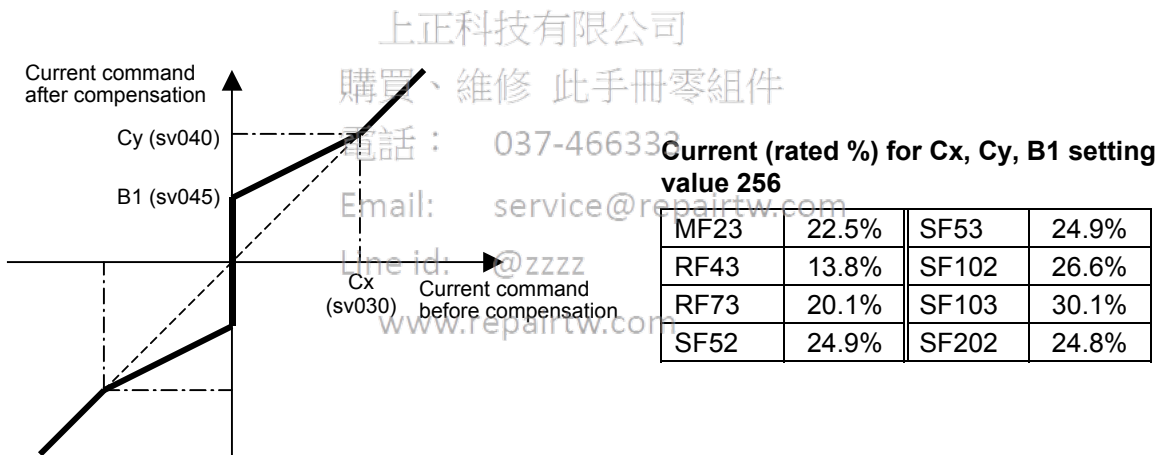 上正科技有限公司
購買、維修 此手冊零組件
電話： 037-466333
Email: service@repairtw.com
Line id: @zzzz
www.repairtw.com
Current command
after compensation
Cy (sv040)
B1 (sv045)
Cx
(sv030)
Current command
before compensation
Current (rated %) for Cx, Cy, B1 setting
value 256
MF23 22.5% SF53 24.9%
RF43 13.8% SF102 26.6%
RF73 20.1% SF103 30.1%
SF52 24.9% SF202 24.8%